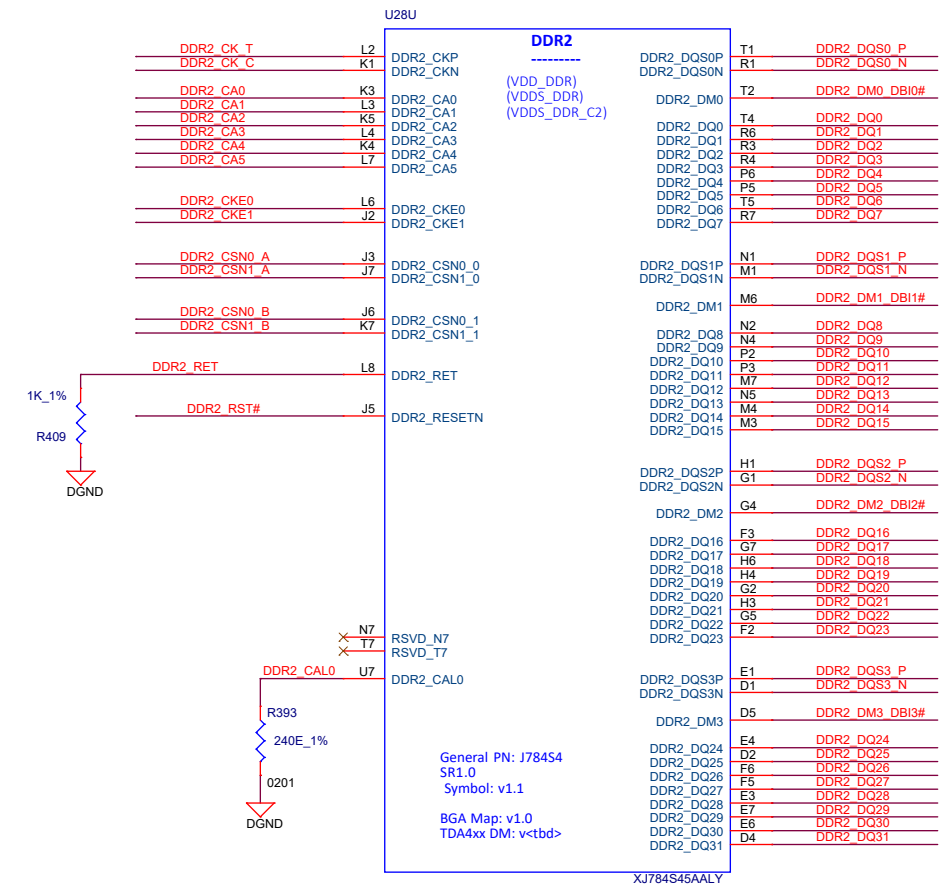 U28U
DDR2
---------
(VDD_DDR)
(VDDS_DDR)
(VDDS_DDR_C2)
DDR2_CK_T L2 DDR2_CKP
DDR2_CK_C K1 DDR2_CKN
DDR2_CA0 K3 DDR2_CA0
DDR2_CA1 L3 DDR2_CA1
DDR2_CA2 K5 DDR2_CA2
DDR2_CA3 L4 DDR2_CA3
DDR2_CA4 K4 DDR2_CA4
DDR2_CA5 L7 DDR2_CA5
DDR2_CKE0 L6 DDR2_CKE0
DDR2_CKE1 J2 DDR2_CKE1
DDR2_CSN0_A J3 DDR2_CSN0_0
DDR2_CSN1_A J7 DDR2_CSN1_0
DDR2_CSN0_B J6 DDR2_CSN0_1
DDR2_CSN1_B K7 DDR2_CSN1_1
DDR2_RET L8 DDR2_RET
1K_1%
R409
DGND
DDR2_RST# J5 DDR2_RESETN
N7 RSVD_N7
T7 RSVD_T7
DDR2_CAL0 U7 DDR2_CAL0
R393
240E_1%
0201
DGND
DDR2_DQS0P T1 DDR2_DQS0_P
DDR2_DQS0N R1 DDR2_DQS0_N
DDR2_DM0 T2 DDR2_DM0_DBI0#
DDR2_DQ0 T4 DDR2_DQ0
DDR2_DQ1 R6 DDR2_DQ1
DDR2_DQ2 R3 DDR2_DQ2
DDR2_DQ3 R4 DDR2_DQ3
DDR2_DQ4 P6 DDR2_DQ4
DDR2_DQ5 P5 DDR2_DQ5
DDR2_DQ6 T5 DDR2_DQ6
DDR2_DQ7 R7 DDR2_DQ7
DDR2_DQS1P N1 DDR2_DQS1_P
DDR2_DQS1N M1 DDR2_DQS1_N
DDR2_DM1 M6 DDR2_DM1_DBI1#
DDR2_DQ8 N2 DDR2_DQ8
DDR2_DQ9 N4 DDR2_DQ9
DDR2_DQ10 P2 DDR2_DQ10
DDR2_DQ11 P3 DDR2_DQ11
DDR2_DQ12 M7 DDR2_DQ12
DDR2_DQ13 N5 DDR2_DQ13
DDR2_DQ14 M4 DDR2_DQ14
DDR2_DQ15 M3 DDR2_DQ15
DDR2_DQS2P H1 DDR2_DQS2_P
DDR2_DQS2N G1 DDR2_DQS2_N
DDR2_DM2 G4 DDR2_DM2_DBI2#
DDR2_DQ16 F3 DDR2_DQ16
DDR2_DQ17 G7 DDR2_DQ17
DDR2_DQ18 H6 DDR2_DQ18
DDR2_DQ19 H4 DDR2_DQ19
DDR2_DQ20 G2 DDR2_DQ20
DDR2_DQ21 H3 DDR2_DQ21
DDR2_DQ22 G5 DDR2_DQ22
DDR2_DQ23 F2 DDR2_DQ23
DDR2_DQS3P E1 DDR2_DQS3_P
DDR2_DQS3N D1 DDR2_DQS3_N
DDR2_DM3 D5 DDR2_DM3_DBI3#
DDR2_DQ24 E4 DDR2_DQ24
DDR2_DQ25 D2 DDR2_DQ25
DDR2_DQ26 F6 DDR2_DQ26
DDR2_DQ27 F5 DDR2_DQ27
DDR2_DQ28 E3 DDR2_DQ28
DDR2_DQ29 E7 DDR2_DQ29
DDR2_DQ30 E6 DDR2_DQ30
DDR2_DQ31 D4 DDR2_DQ31
General PN: J784S4
SR1.0
Symbol: v1.1
BGA Map: v1.0
TDA4xx DM: v<tbd>
XJ784S45AALY